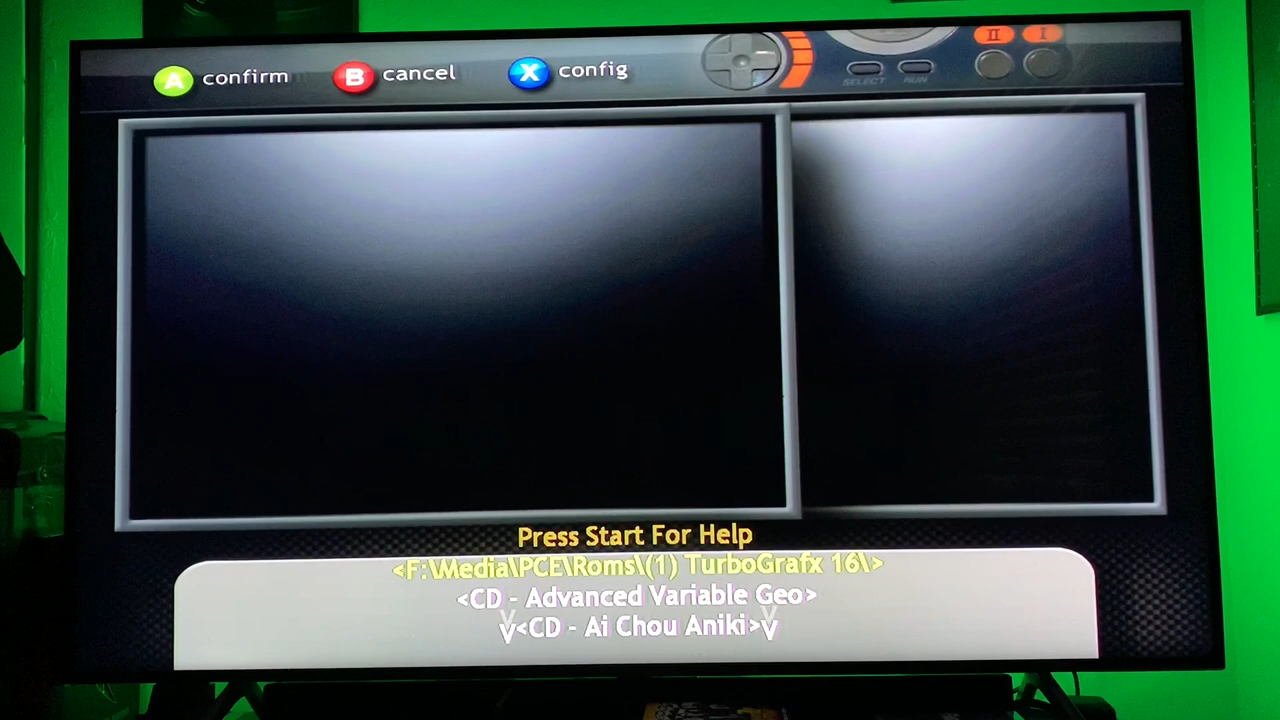 A confirm B cancel X config
II I
SELECT RUN
Press Start For Help
<F:\Media\PCE\Roms\(1) TurboGrafx 16\>
<CD - Advanced Variable Geo>
V<CD - Ai Chou Aniki>V